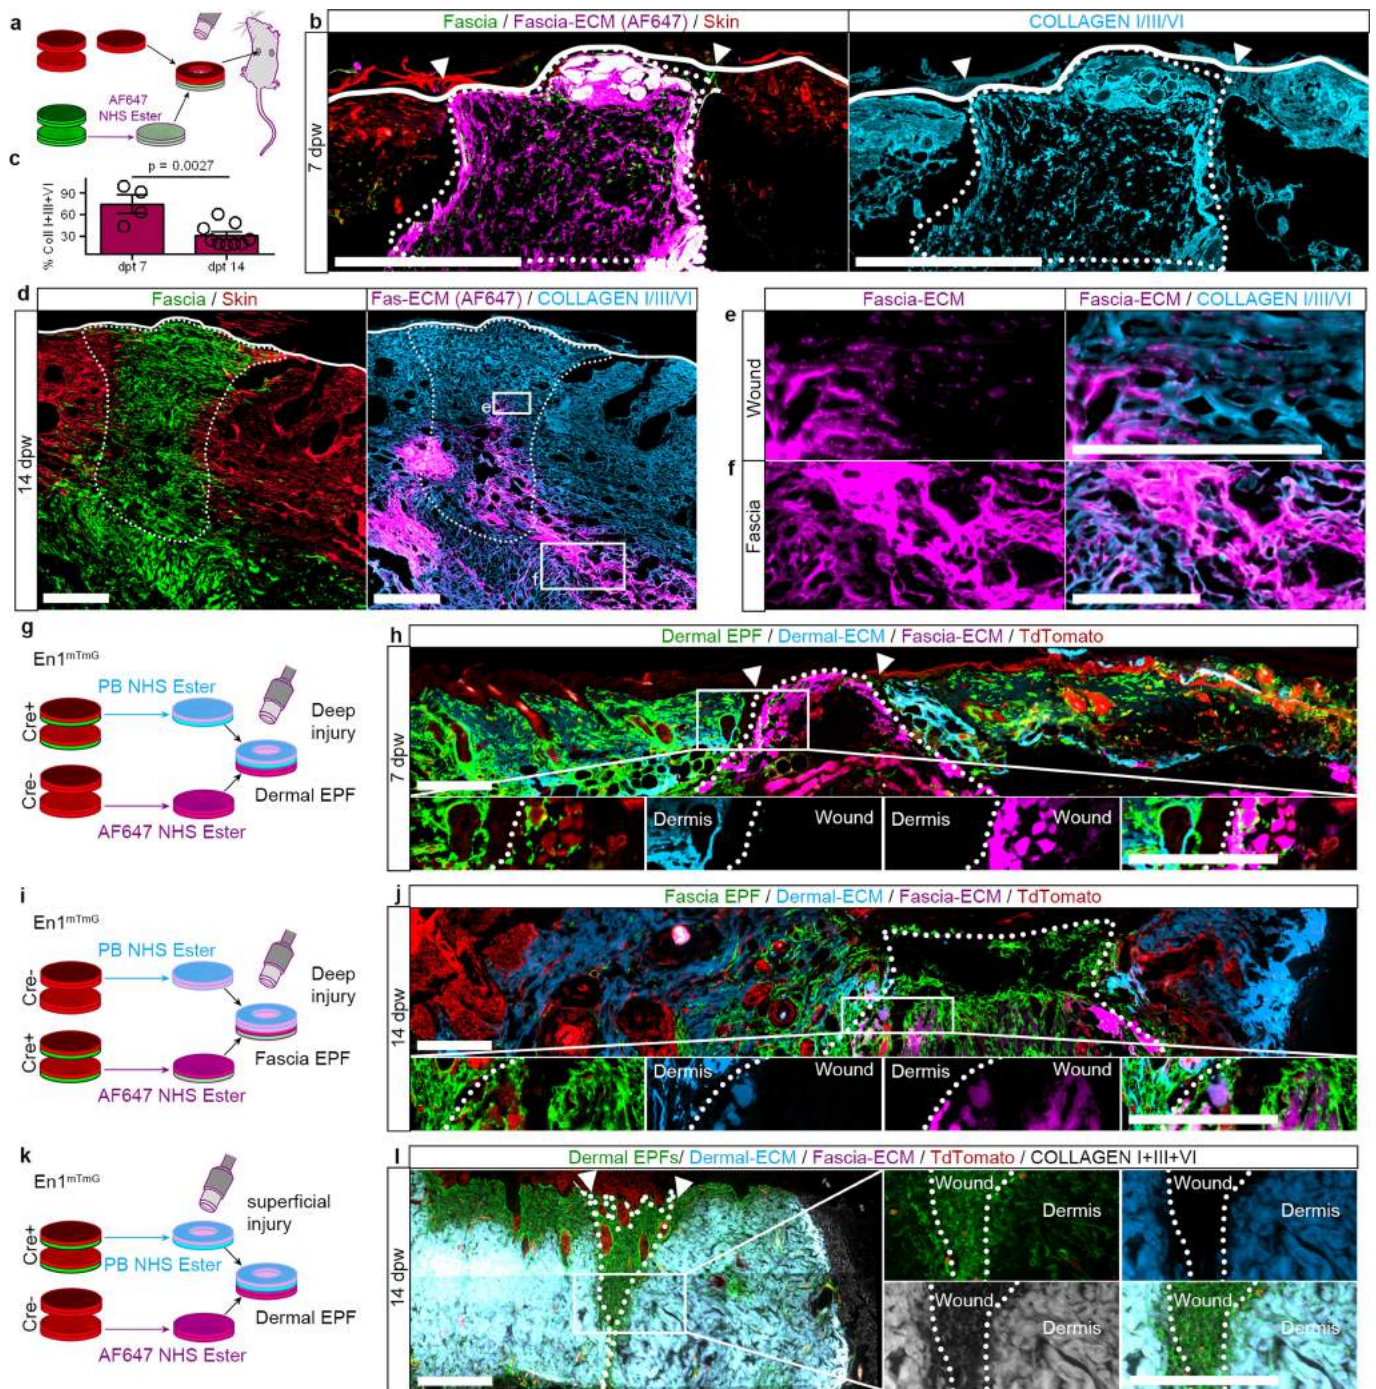 a
AF647
NHS Ester
b
Fascia / Fascia-ECM (AF647) / Skin
COLLAGEN I/III/VI
7 dpw
c
p = 0.0027
% Coll I+III+VI
90
60
30
dpt 7
dpt 14
d
Fascia / Skin
Fas-ECM (AF647) / COLLAGEN I/III/VI
14 dpw
e
f
e
Fascia-ECM
Fascia-ECM / COLLAGEN I/III/VI
Wound
f
Fascia
g
En1mTmG
PB NHS Ester
Cre+
Deep
injury
Cre-
Dermal EPF
AF647 NHS Ester
h
Dermal EPF / Dermal-ECM / Fascia-ECM / TdTomato
7 dpw
Dermis
Wound
Dermis
Wound
i
En1mTmG
PB NHS Ester
Cre-
Deep
injury
Cre+
Fascia EPF
AF647 NHS Ester
j
Fascia EPF / Dermal-ECM / Fascia-ECM / TdTomato
14 dpw
Dermis
Wound
Dermis
Wound
k
En1mTmG
superficial
injury
Cre+
PB NHS Ester
Cre-
Dermal EPF
AF647 NHS Ester
l
Dermal EPFs/ Dermal-ECM / Fascia-ECM / TdTomato / COLLAGEN I+III+VI
14 dpw
Wound
Dermis
Wound
Dermis
Wound
Dermis
Wound
Dermis